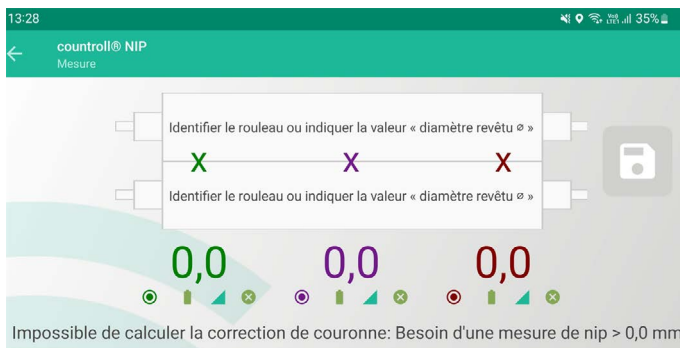 13:28
35%
countroll® NIP
Mesure
Identifier le rouleau ou indiquer la valeur « diamètre revêtu ø »
X X X
Identifier le rouleau ou indiquer la valeur « diamètre revêtu ø »
0,0 0,0 0,0
Impossible de calculer la correction de couronne: Besoin d'une mesure de nip > 0,0 mm